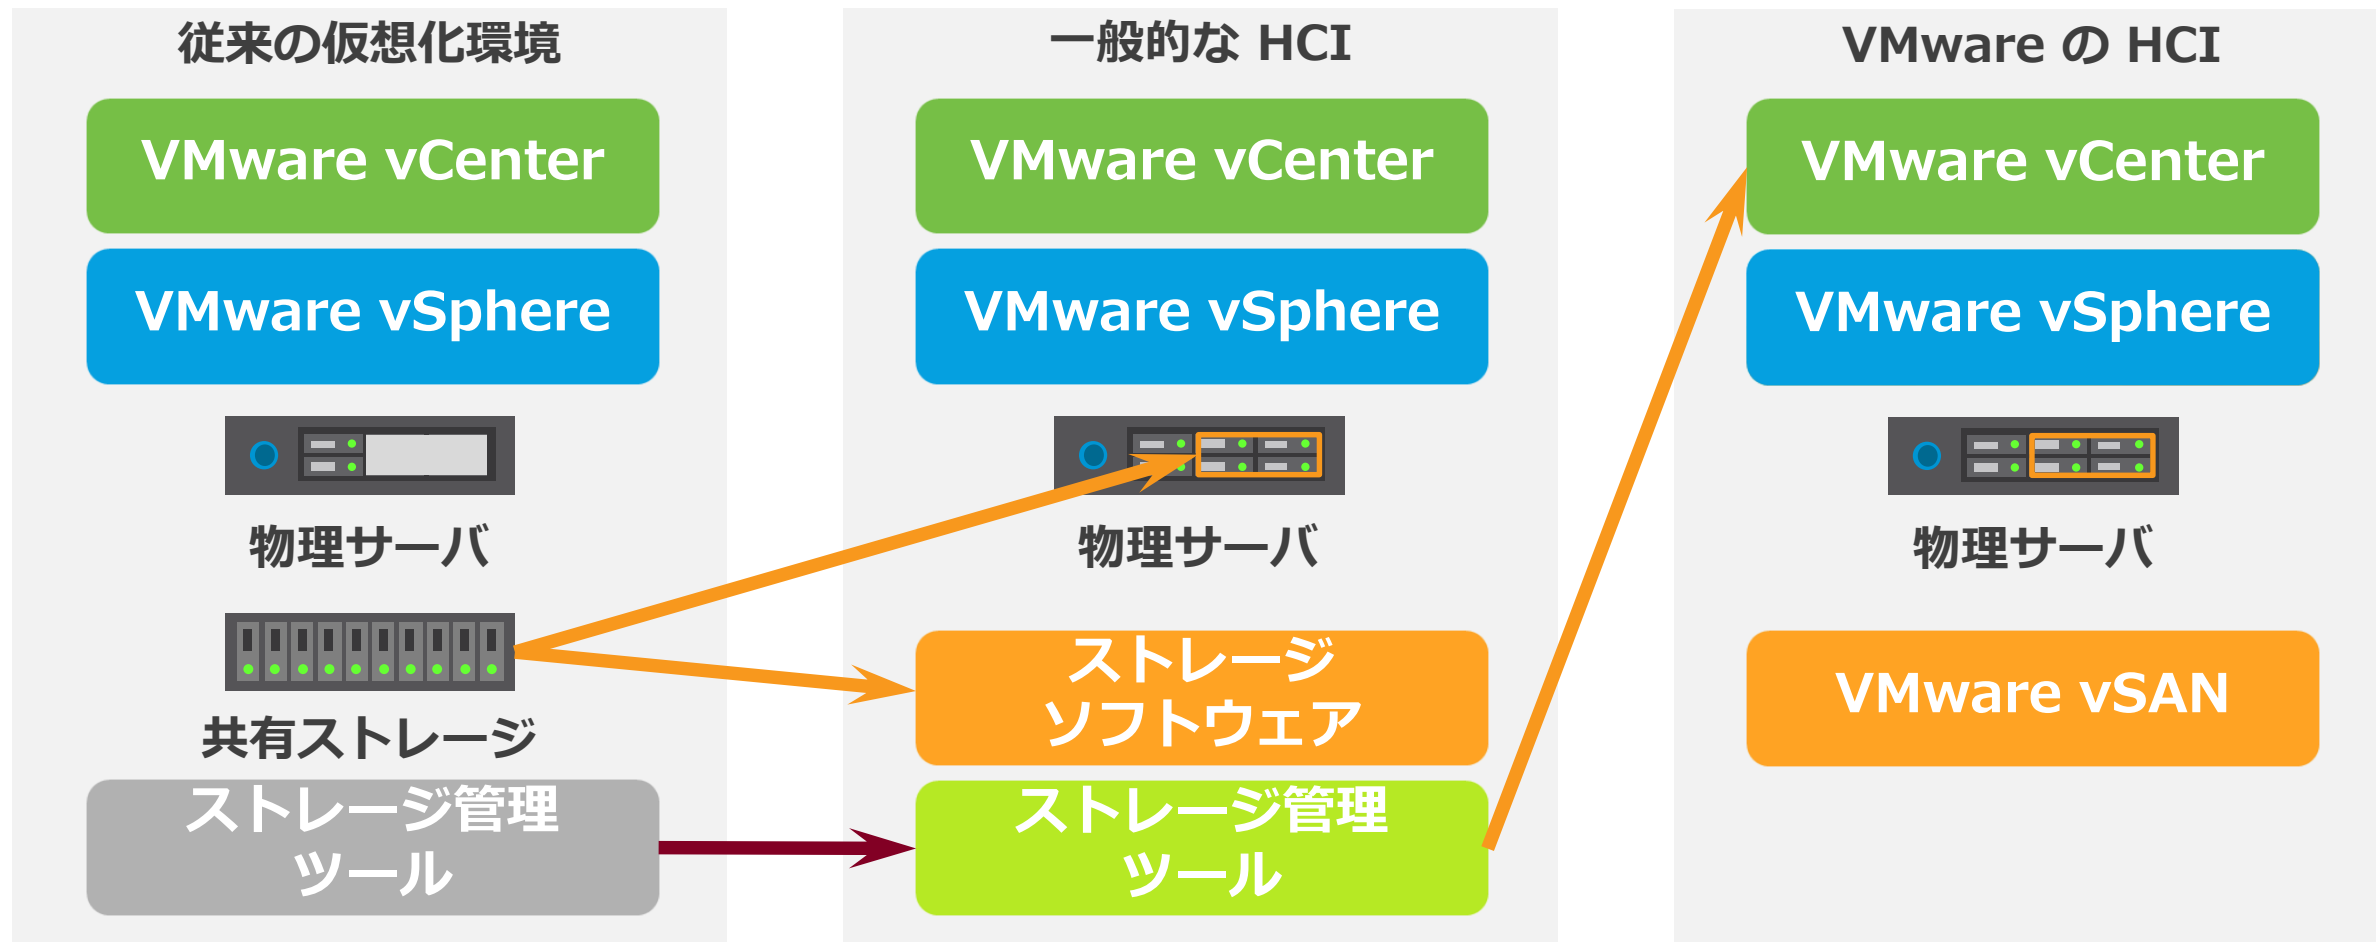 従来の仮想化環境
VMware vCenter
VMware vSphere
物理サーバ
共有ストレージ
ストレージ管理
ツール
一般的な HCI
VMware vCenter
VMware vSphere
物理サーバ
ストレージ
ソフトウェア
ストレージ管理
ツール
VMware の HCI
VMware vCenter
VMware vSphere
物理サーバ
VMware vSAN